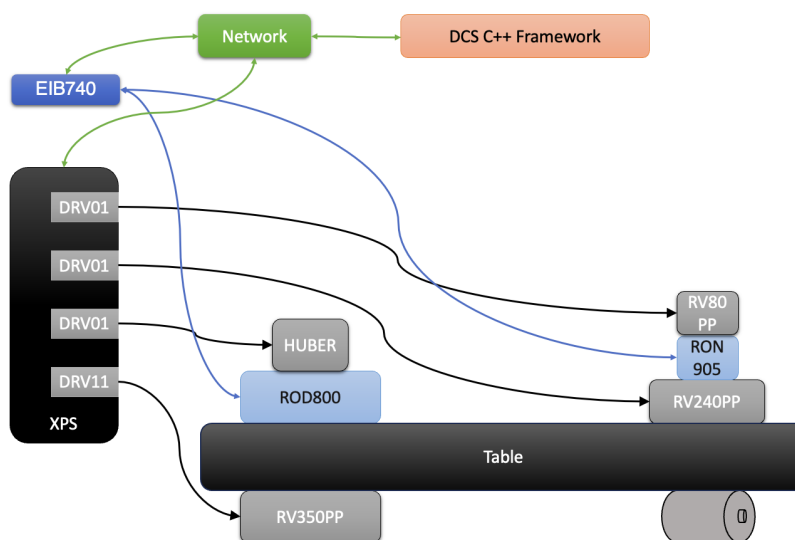 Network
DCS C++ Framework
EIB740
DRV01
DRV01
DRV01
DRV11
XPS
RV80
PP
RON
905
HUBER
ROD800
RV240PP
Table
RV350PP